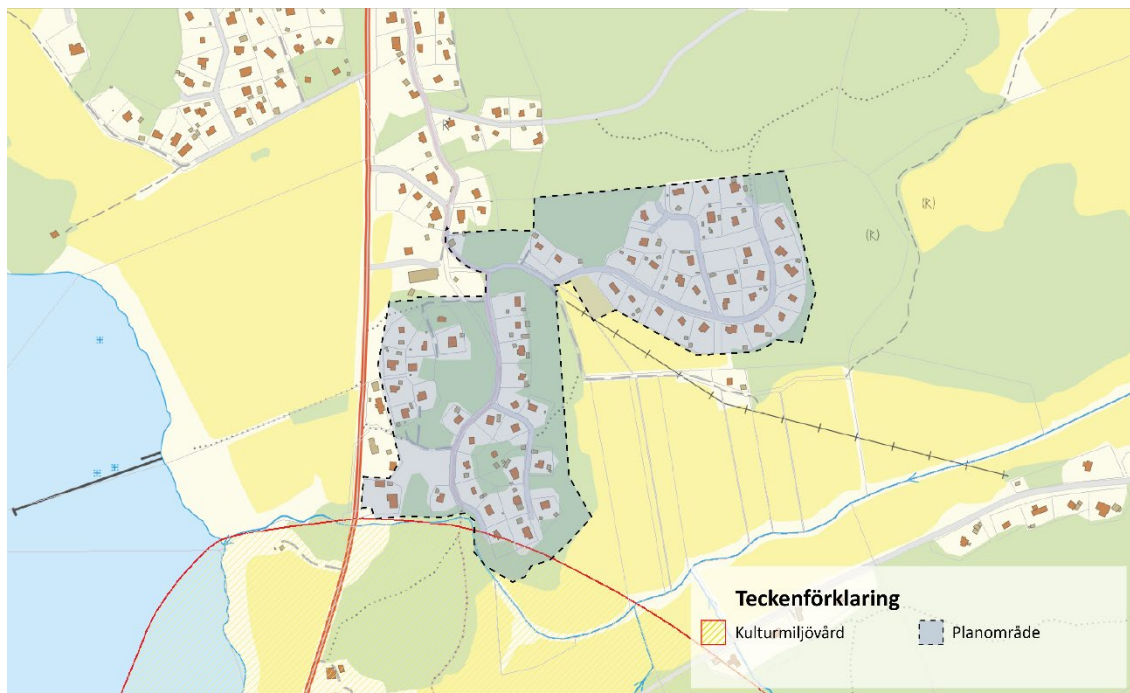 R
(R)
(R)
Teckenförklaring
Kulturmiljövård
Planområde